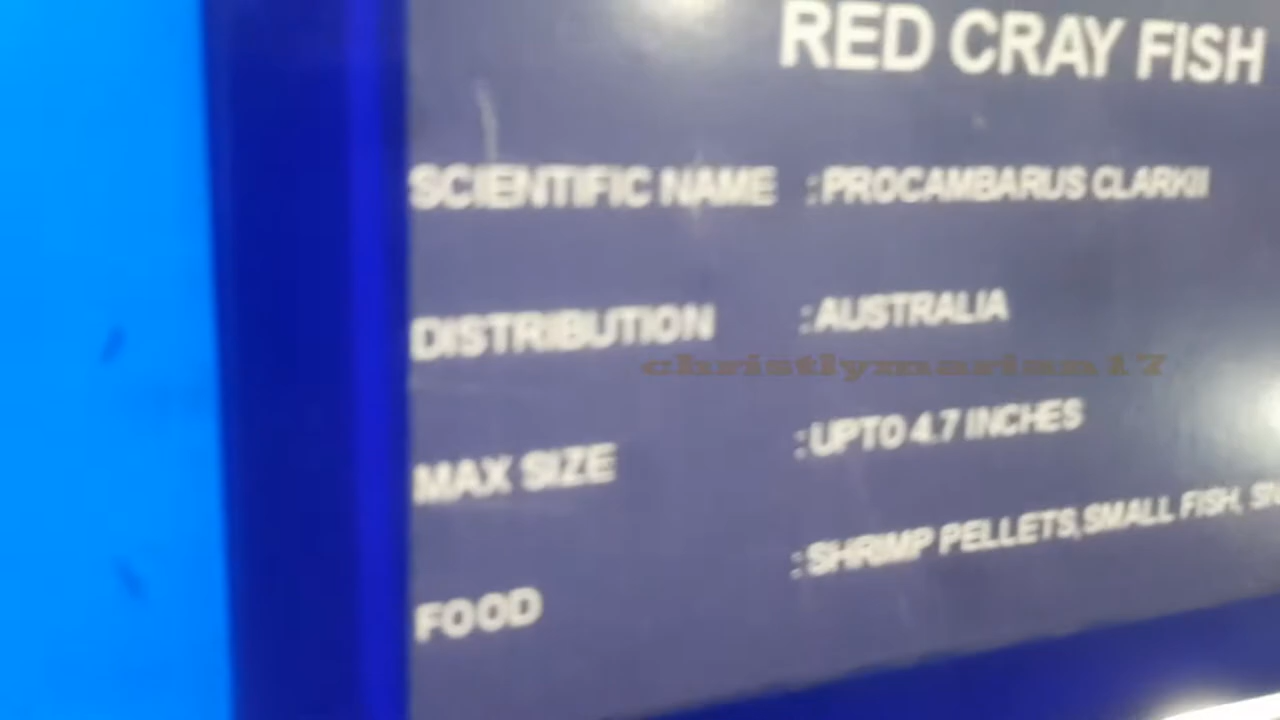 RED CRAY FISH
SCIENTIFIC NAME : PROCAMBARUS CLARKII
DISTRIBUTION : AUSTRALIA
christlymarian17
MAX SIZE : UPTO 4.7 INCHES
FOOD : SHRIMP PELLETS,SMALL FISH,